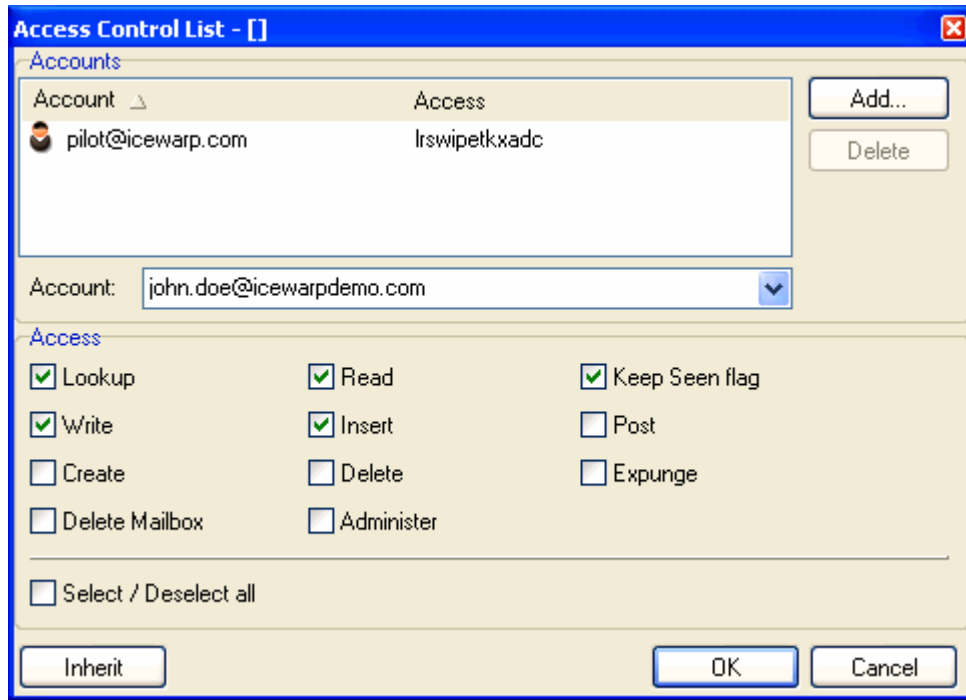 Access Control List - []
Accounts
Account Access
Add...
pilot@icewarp.com lrswipetkxadc
Delete
Account: john.doe@icewarpdemo.com
Access
Lookup Read Keep Seen flag
Write Insert Post
Create Delete Expunge
Delete Mailbox Administer
Select / Deselect all
Inherit OK Cancel